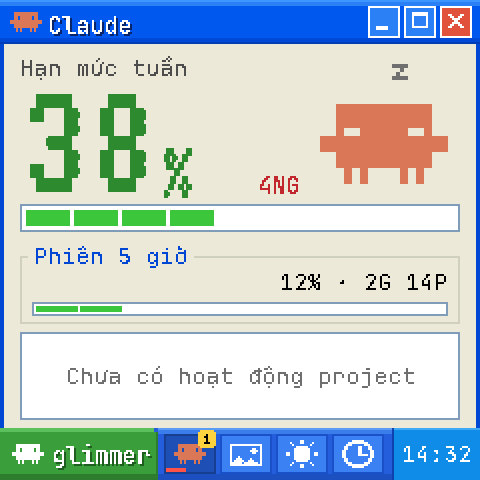 Claude
Hạn mức tuần
z
38%
4NG
Phiên 5 giờ
12% · 2G 14P
Chưa có hoạt động project
glimmer
1
14:32